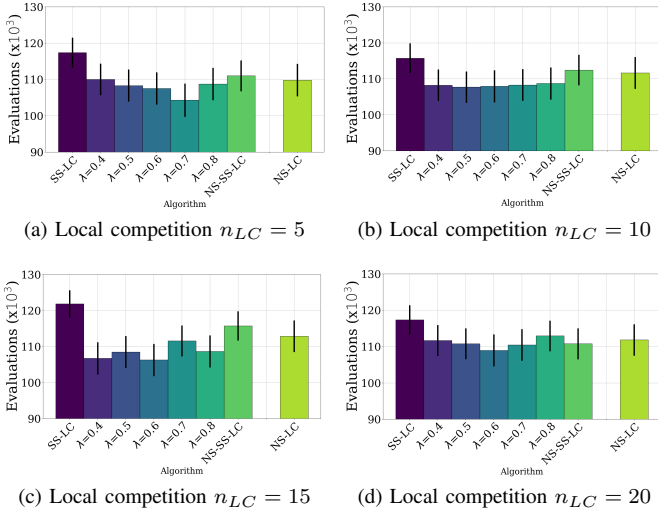 130
120
110
100
90
Evaluations (x10³)
SS-LC
λ=0.4
λ=0.5
λ=0.6
λ=0.7
λ=0.8
NS-SS-LC
NS-LC
Algorithm
(a) Local competition n_LC = 5
130
120
110
100
90
Evaluations (x10³)
SS-LC
λ=0.4
λ=0.5
λ=0.6
λ=0.7
λ=0.8
NS-SS-LC
NS-LC
Algorithm
(b) Local competition n_LC = 10
130
120
110
100
90
Evaluations (x10³)
SS-LC
λ=0.4
λ=0.5
λ=0.6
λ=0.7
λ=0.8
NS-SS-LC
NS-LC
Algorithm
(c) Local competition n_LC = 15
130
120
110
100
90
Evaluations (x10³)
SS-LC
λ=0.4
λ=0.5
λ=0.6
λ=0.7
λ=0.8
NS-SS-LC
NS-LC
Algorithm
(d) Local competition n_LC = 20